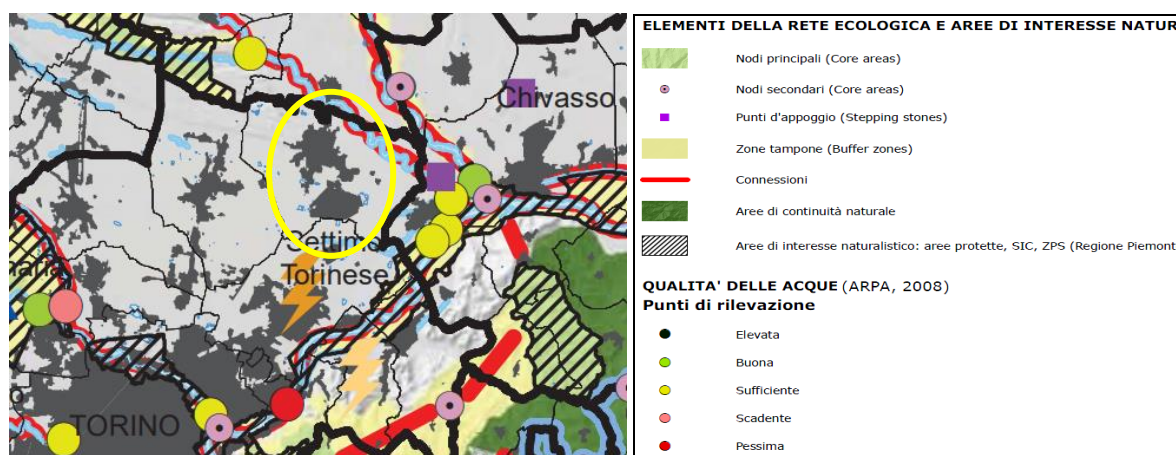 Chivasso
Settimo
Torinese
TORINO
ELEMENTI DELLA RETE ECOLOGICA E AREE DI INTERESSE NATUR
Nodi principali (Core areas)
Nodi secondari (Core areas)
Punti d'appoggio (Stepping stones)
Zone tampone (Buffer zones)
Connessioni
Aree di continuità naturale
Aree di interesse naturalistico: aree protette, SIC, ZPS (Regione Piemont
QUALITA' DELLE ACQUE (ARPA, 2008)
Punti di rilevazione
Elevata
Buona
Sufficiente
Scadente
Pessima